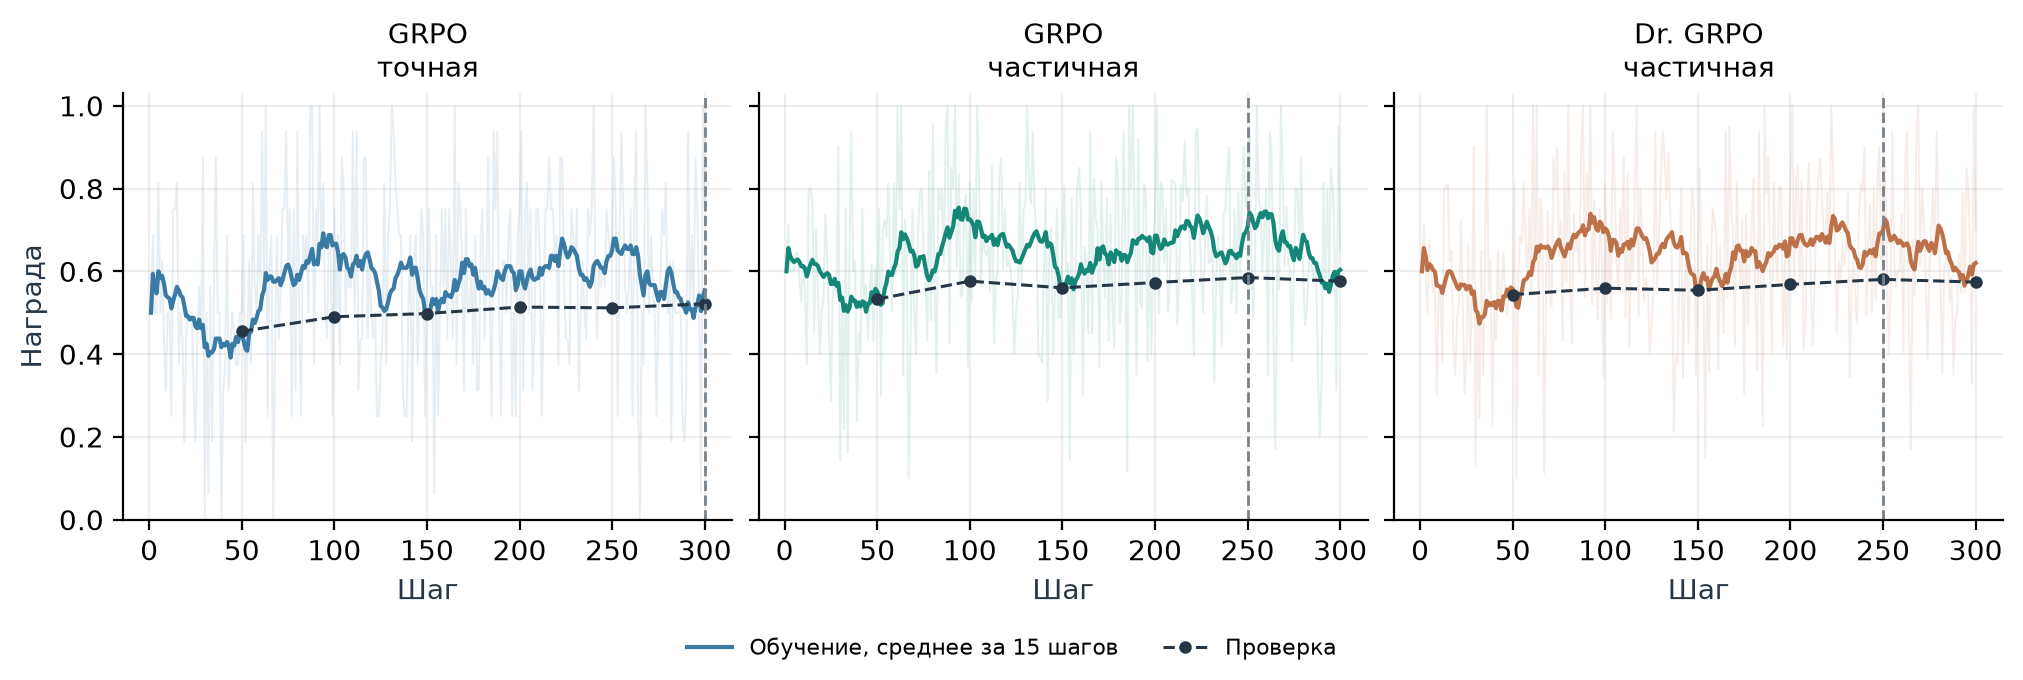 GRPO
точная
GRPO
частичная
Dr. GRPO
частичная
Награда
1.0
0.8
0.6
0.4
0.2
0.0
0 50 100 150 200 250 300
0 50 100 150 200 250 300
0 50 100 150 200 250 300
Шаг
Шаг
Шаг
Обучение, среднее за 15 шагов
Проверка